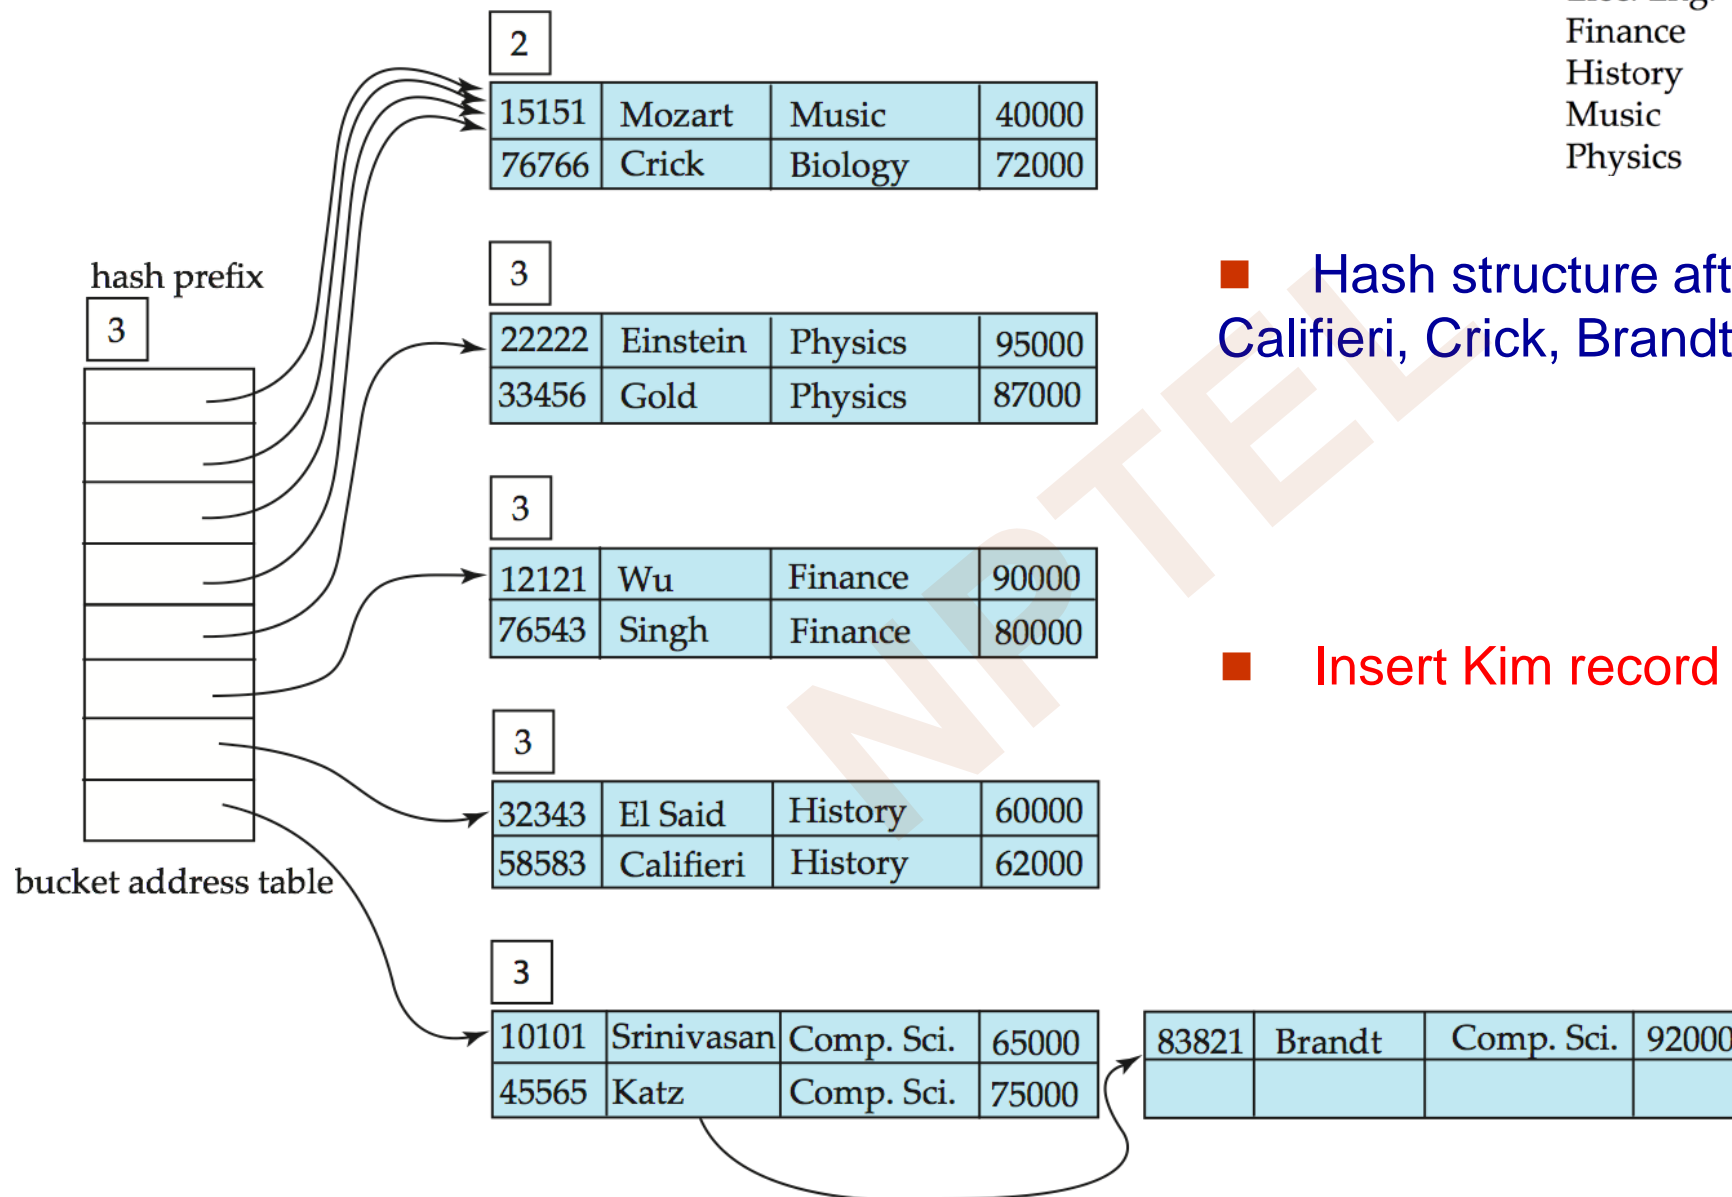 Finance
History
Music
Physics
2
15151 Mozart Music 40000
76766 Crick Biology 72000
hash prefix
3
3
22222 Einstein Physics 95000
33456 Gold Physics 87000
Hash structure
Califieri, Crick, Brandt
3
12121 Wu Finance 90000
76543 Singh Finance 80000
Insert Kim record
3
32343 El Said History 60000
58583 Califieri History 62000
bucket address table
3
10101 Srinivasan Comp. Sci. 65000
45565 Katz Comp. Sci. 75000
83821 Brandt Comp. Sci. 92000
NPTEL